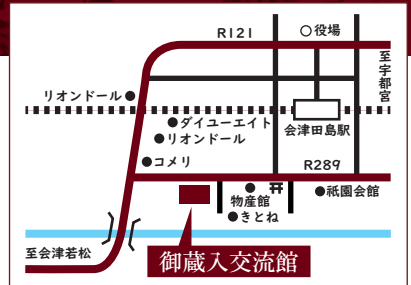 R121
○役場
至宇都宮
リオンドール●
●ダイユーエイト
●リオンドール
会津田島駅
●コメリ
R289
物産館
●祇園会館
●きとね
至会津若松
御蔵入交流館